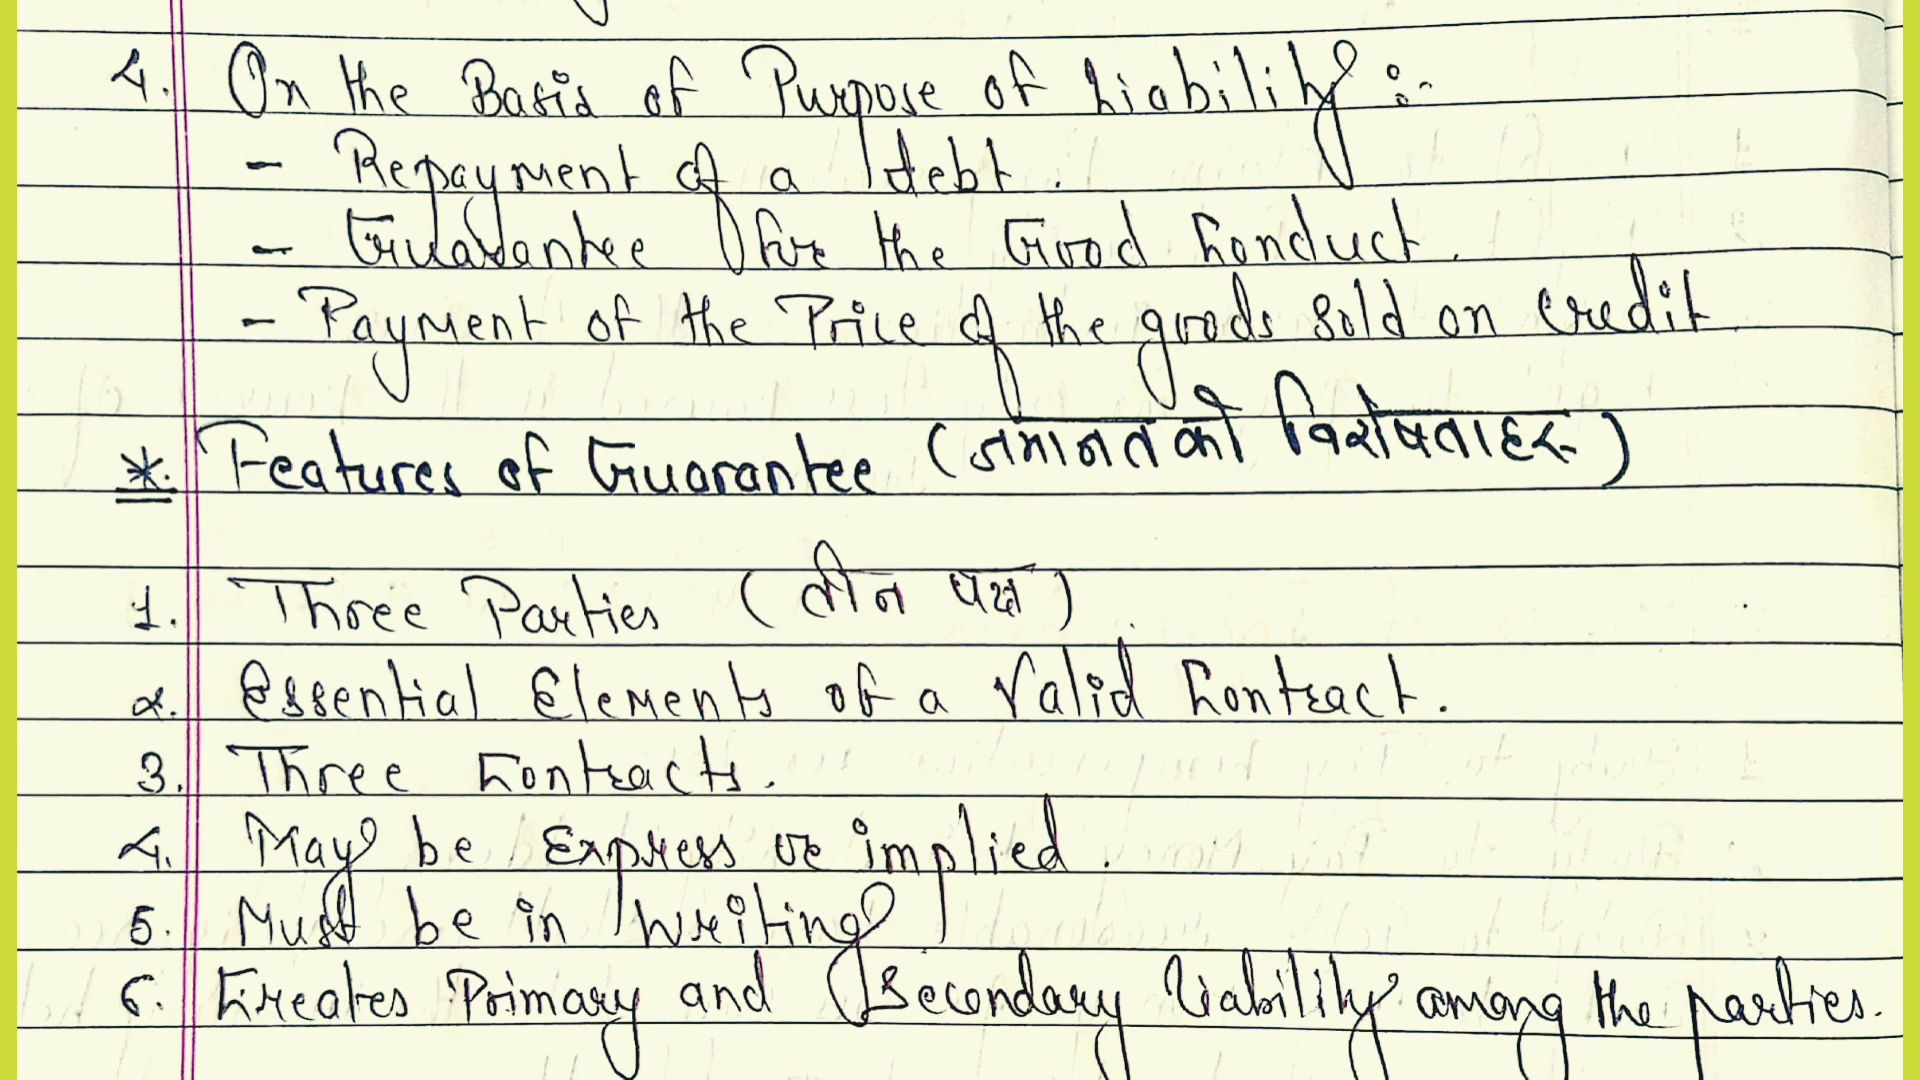 4. On the Basis of Purpose of Liability :-
- Repayment of a debt.
- Guarantee for the Good Conduct.
- Payment of the Price of the goods sold on credit
*. Features of Guarantee (जमानतको विशेषताहरू)
1. Three Parties (तीन पक्ष)
2. Essential Elements of a Valid Contract.
3. Three Contracts.
4. May be Express or implied.
5. Must be in Writing
6. Creates Primary and Secondary liability among the parties.